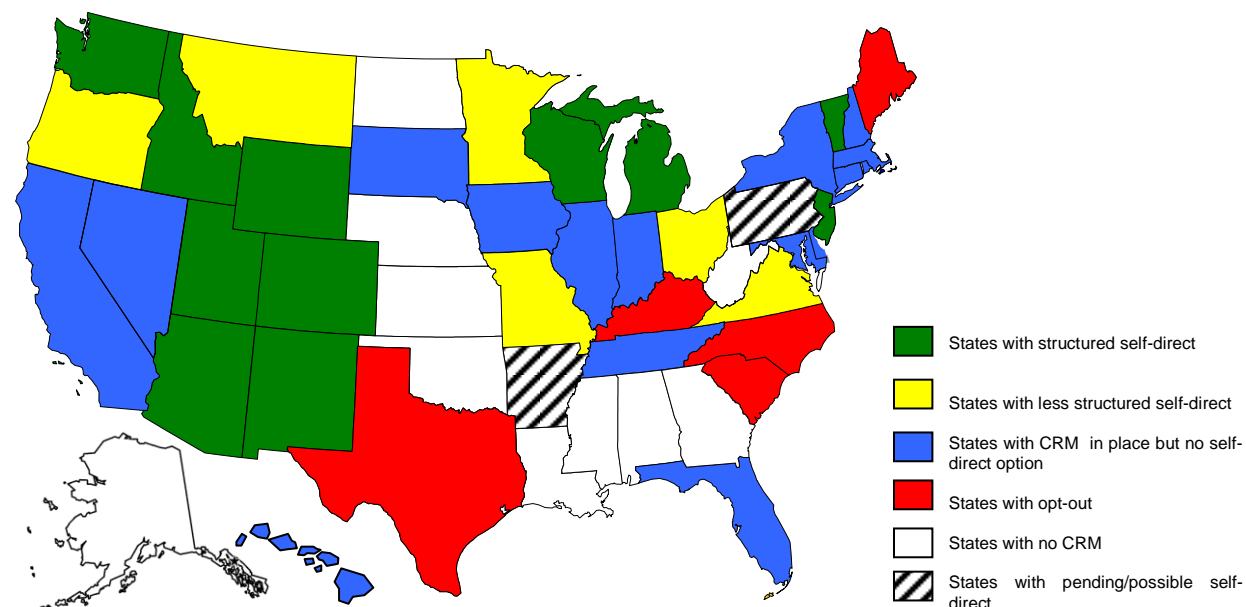 States with structured self-direct
States with less structured self-direct
States with CRM in place but no self-
direct option
States with opt-out
States with no CRM
States with pending/possible self-
direct